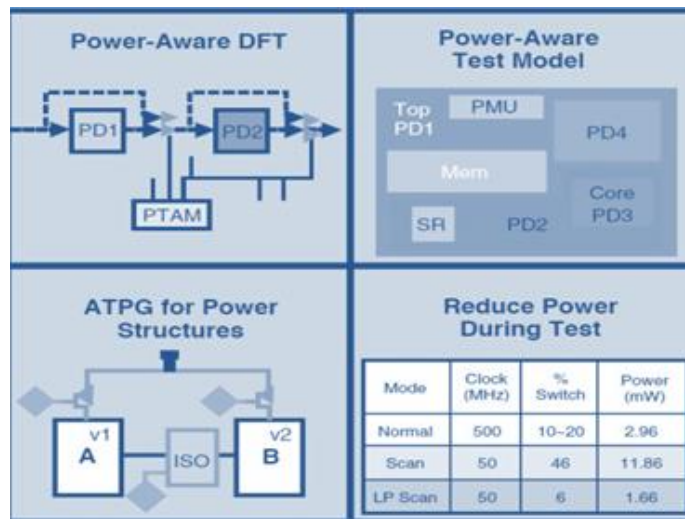 Power-Aware DFT
PD1
PD2
PTAM
Power-Aware
Test Model
Top
PD1
PMU
PD4
Mem
Core
PD3
SR
PD2
ATPG for Power
Structures
v1
A
ISO
v2
B
Reduce Power
During Test
Mode Clock (MHz) % Switch Power (mW)
Normal 500 10~20 2.96
Scan 50 46 11.86
LP Scan 50 6 1.66